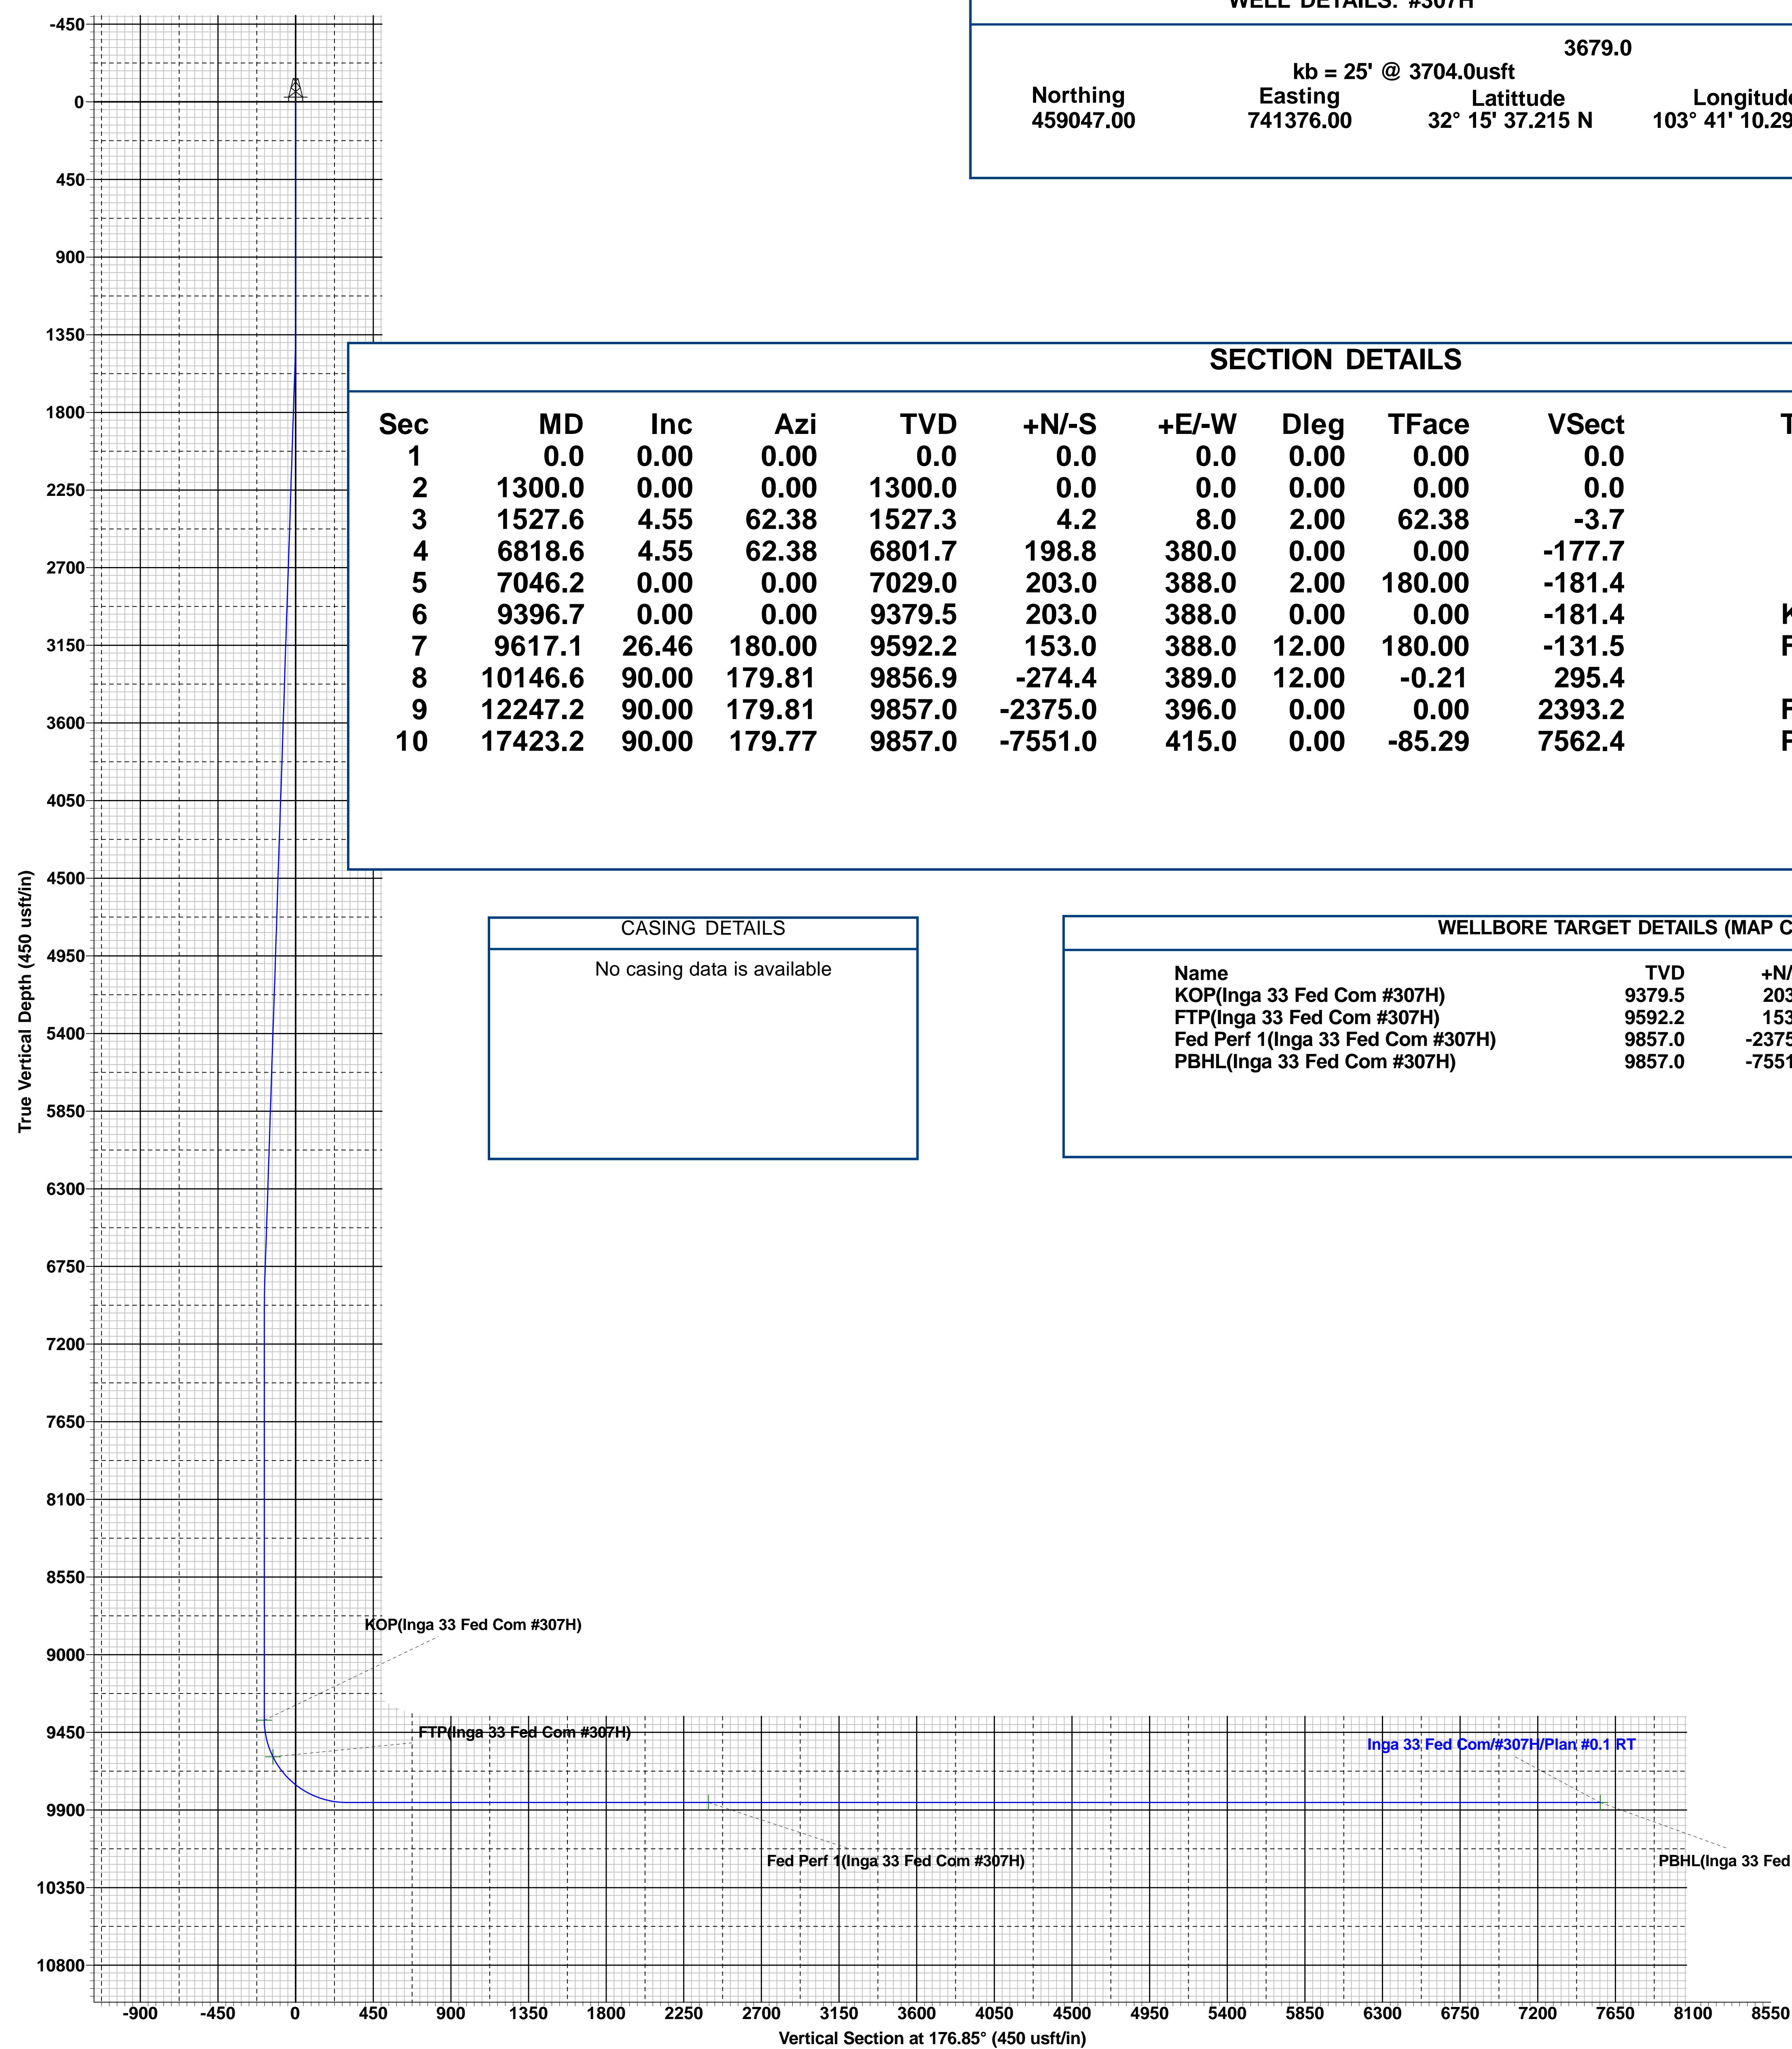 WELL DETAILS: #307H
3679.0
kb = 25' @ 3704.0usft
Northing Easting Latittude Longitude
459047.00 741376.00 32° 15' 37.215 N 103° 41' 10.29
-450
0
450
900
1350
1800
2250
2700
3150
3600
4050
4500
4950
5400
5850
6300
6750
7200
7650
8100
8550
9000
9450
9900
10350
10800
True Vertical Depth (450 usft/in)
SECTION DETAILS
Sec MD Inc Azi TVD +N/-S +E/-W Dleg TFace VSect T
1 0.0 0.00 0.00 0.0 0.0 0.0 0.00 0.00 0.0
2 1300.0 0.00 0.00 1300.0 0.0 0.0 0.00 0.00 0.0
3 1527.6 4.55 62.38 1527.3 4.2 8.0 2.00 62.38 -3.7
4 6818.6 4.55 62.38 6801.7 198.8 380.0 0.00 0.00 -177.7
5 7046.2 0.00 0.00 7029.0 203.0 388.0 2.00 180.00 -181.4
6 9396.7 0.00 0.00 9379.5 203.0 388.0 0.00 0.00 -181.4 K
7 9617.1 26.46 180.00 9592.2 153.0 388.0 12.00 180.00 -131.5 F
8 10146.6 90.00 179.81 9856.9 -274.4 389.0 12.00 -0.21 295.4
9 12247.2 90.00 179.81 9857.0 -2375.0 396.0 0.00 0.00 2393.2 F
10 17423.2 90.00 179.77 9857.0 -7551.0 415.0 0.00 -85.29 7562.4 P
CASING DETAILS
No casing data is available
WELLBORE TARGET DETAILS (MAP C
Name TVD +N/
KOP(Inga 33 Fed Com #307H) 9379.5 203
FTP(Inga 33 Fed Com #307H) 9592.2 153
Fed Perf 1(Inga 33 Fed Com #307H) 9857.0 -2375
PBHL(Inga 33 Fed Com #307H) 9857.0 -7551
KOP(Inga 33 Fed Com #307H)
FTP(Inga 33 Fed Com #307H)
Inga 33 Fed Com/#307H/Plan #0.1 RT
Fed Perf 1(Inga 33 Fed Com #307H)
PBHL(Inga 33 Fed
-900 -450 0 450 900 1350 1800 2250 2700 3150 3600 4050 4500 4950 5400 5850 6300 6750 7200 7650 8100 8550
Vertical Section at 176.85° (450 usft/in)